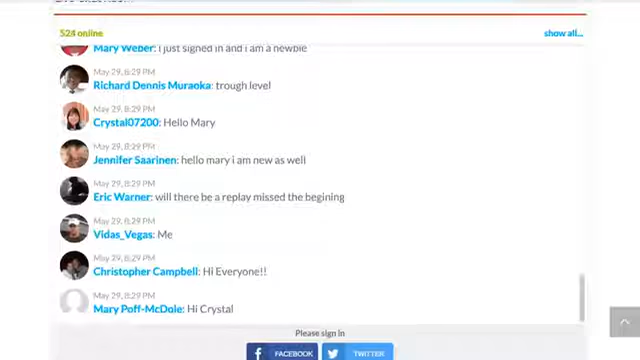 524 online
show all...
Mary Weber: i just signed in and i am a newbie
May 29, 8:29 PM
Richard Dennis Muraoka: trough level
May 29, 8:29 PM
Crystal07200: Hello Mary
May 29, 8:29 PM
Jennifer Saarinen: hello mary i am new as well
May 29, 8:29 PM
Eric Warner: will there be a replay missed the begining
May 29, 8:29 PM
Vidas_Vegas: Me
May 29, 8:29 PM
Christopher Campbell: Hi Everyone!!
May 29, 8:29 PM
Mary Poff-McDole: Hi Crystal
Please sign in
FACEBOOK
TWITTER